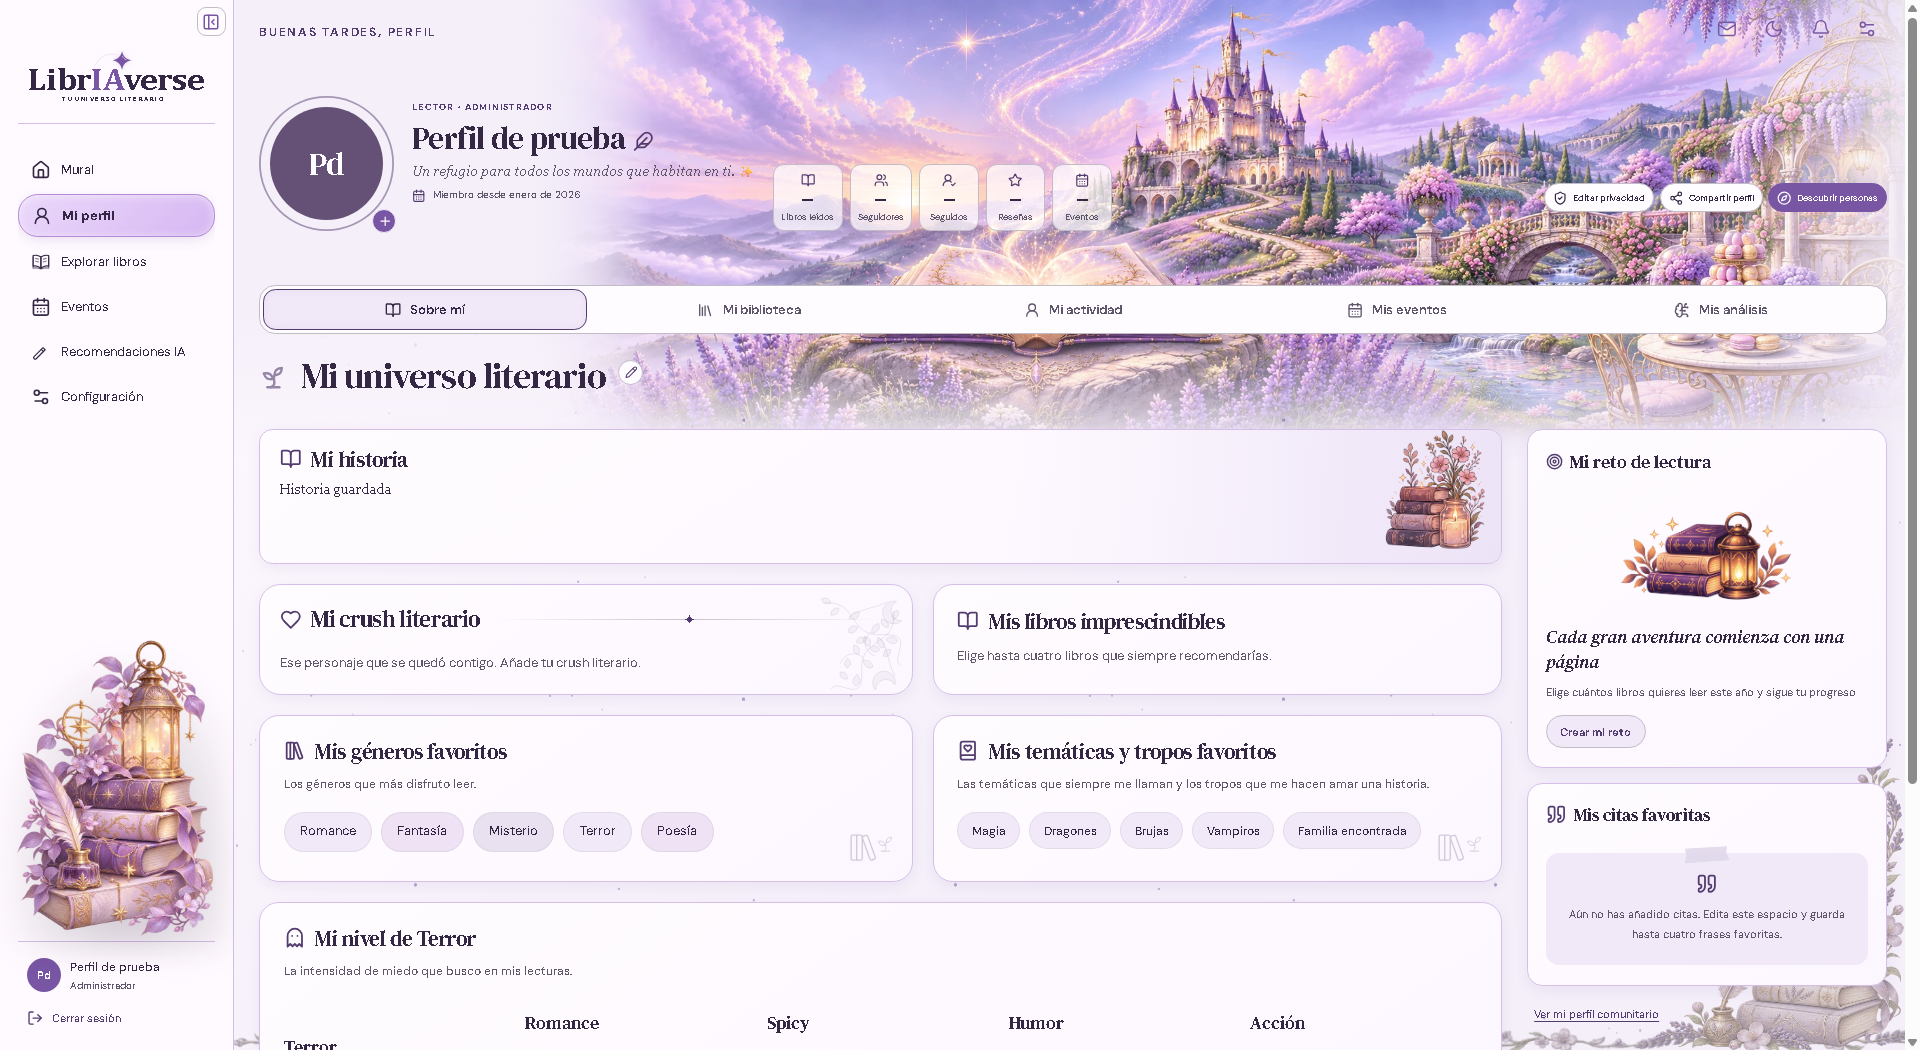 LibrIAverse
TU UNIVERSO LITERARIO
Mural
Mi perfil
Explorar libros
Eventos
Recomendaciones IA
Configuración
Pd
Perfil de prueba
Administrador
Cerrar sesión
BUENAS TARDES, PERFIL
Pd
LECTOR • ADMINISTRADOR
Perfil de prueba
Un refugio para todos los mundos que habitan en ti. ✨
Miembro desde enero de 2026
— — — — —
Libros leídos Seguidores Seguidos Reseñas Eventos
Editar privacidad Compartir perfil Descubrir personas
Sobre mí Mi biblioteca Mi actividad Mis eventos Mis análisis
Mi universo literario
Mi historia
Historia guardada
Mi crush literario
Ese personaje que se quedó contigo. Añade tu crush literario.
Mis libros imprescindibles
Elige hasta cuatro libros que siempre recomendarías.
Mis géneros favoritos
Los géneros que más disfruto leer.
Romance Fantasía Misterio Terror Poesía
Mis temáticas y tropos favoritos
Las temáticas que siempre me llaman y los tropos que me hacen amar una historia.
Magia Dragones Brujas Vampiros Familia encontrada
Mi nivel de Terror
La intensidad de miedo que busco en mis lecturas.
Romance Spicy Humor Acción
Terror
Mi reto de lectura
Cada gran aventura comienza con una
página
Elige cuántos libros quieres leer este año y sigue tu progreso
Crear mi reto
Mis citas favoritas
Aún no has añadido citas. Edita este espacio y guarda
hasta cuatro frases favoritas.
Ver mi perfil comunitario